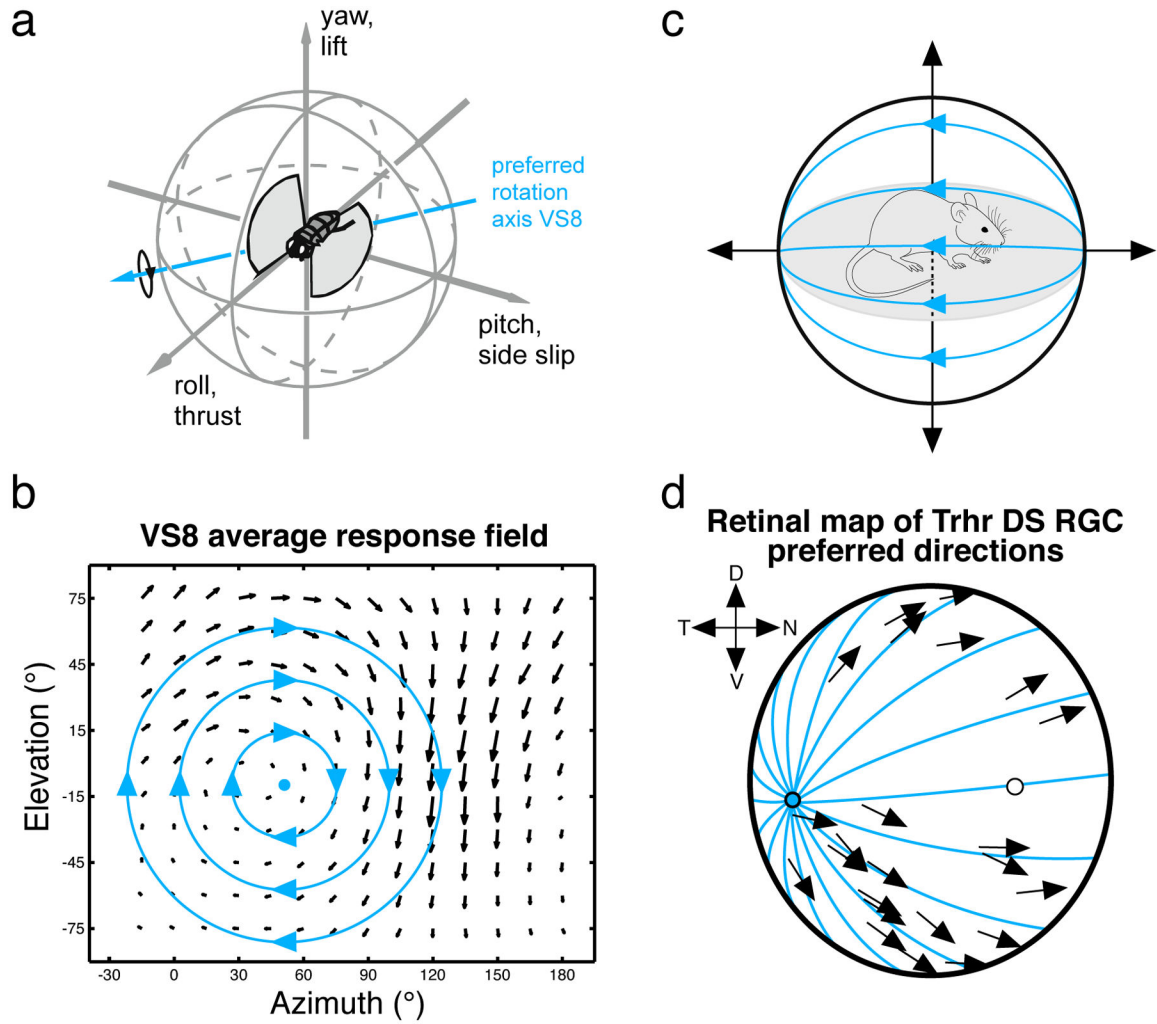 a
yaw,
lift
preferred
rotation
axis VS8
pitch,
side slip
roll,
thrust
c
b
VS8 average response field
75
45
15
-15
-45
-75
Elevation (°)
-30 0 30 60 90 120 150 180
Azimuth (°)
d
Retinal map of Trhr DS RGC
preferred directions
D
T N
V